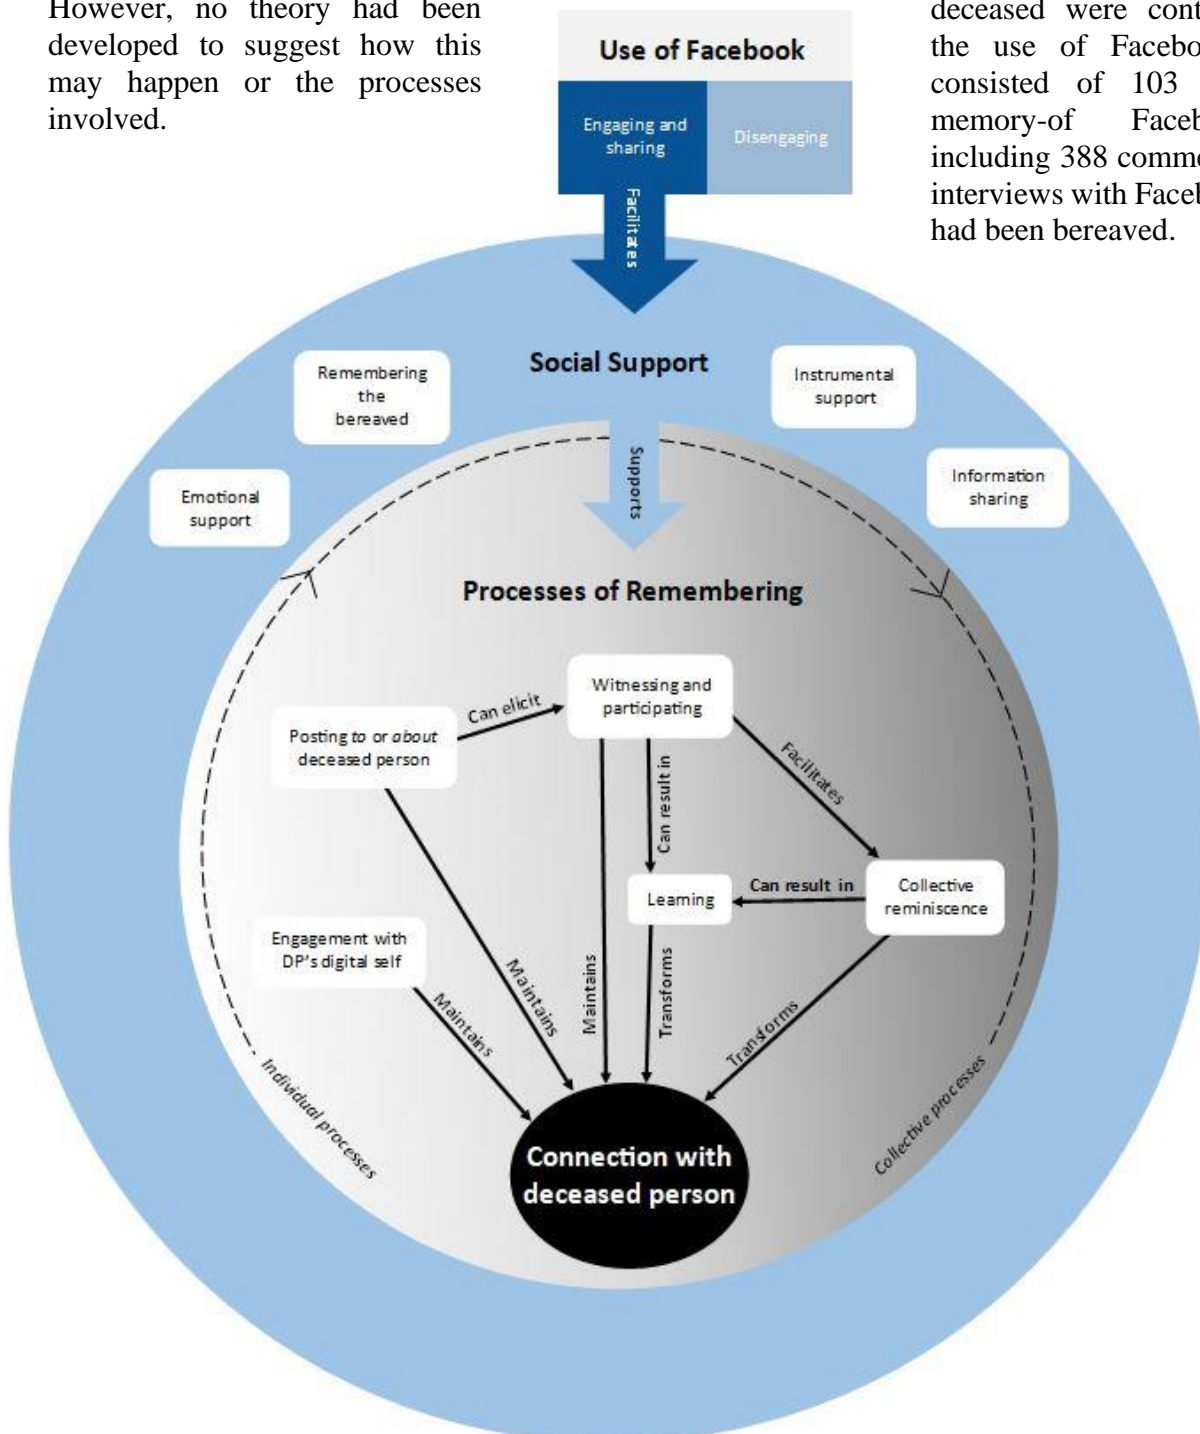 However, no theory had been
developed to suggest how this
may happen or the processes
involved.
deceased were
the use of
consisted of 103
memory-of
including 388
interviews with
had been bereaved.
Use of Facebook
Engaging and
sharing
Disengaging
Facilitates
Social Support
Remembering
the
bereaved
Instrumental
support
Emotional
support
Information
sharing
Supports
Processes of Remembering
Witnessing and
participating
Can elicit
Posting to or about
deceased person
Facilitates
Can result in
Learning
Can result in
Collective
reminiscence
Engagement with
DP's digital self
Maintains
Maintains
Maintains
Transforms
Transforms
Individual processes
Collective processes
Connection with
deceased person